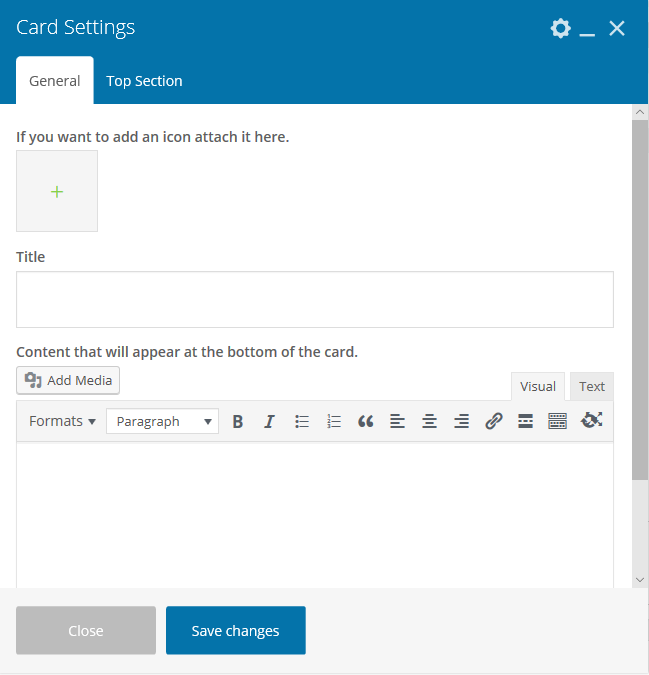 Card Settings
General Top Section
If you want to add an icon attach it here.
Title
Content that will appear at the bottom of the card.
Add Media
Visual Text
Formats Paragraph B I
Close Save changes